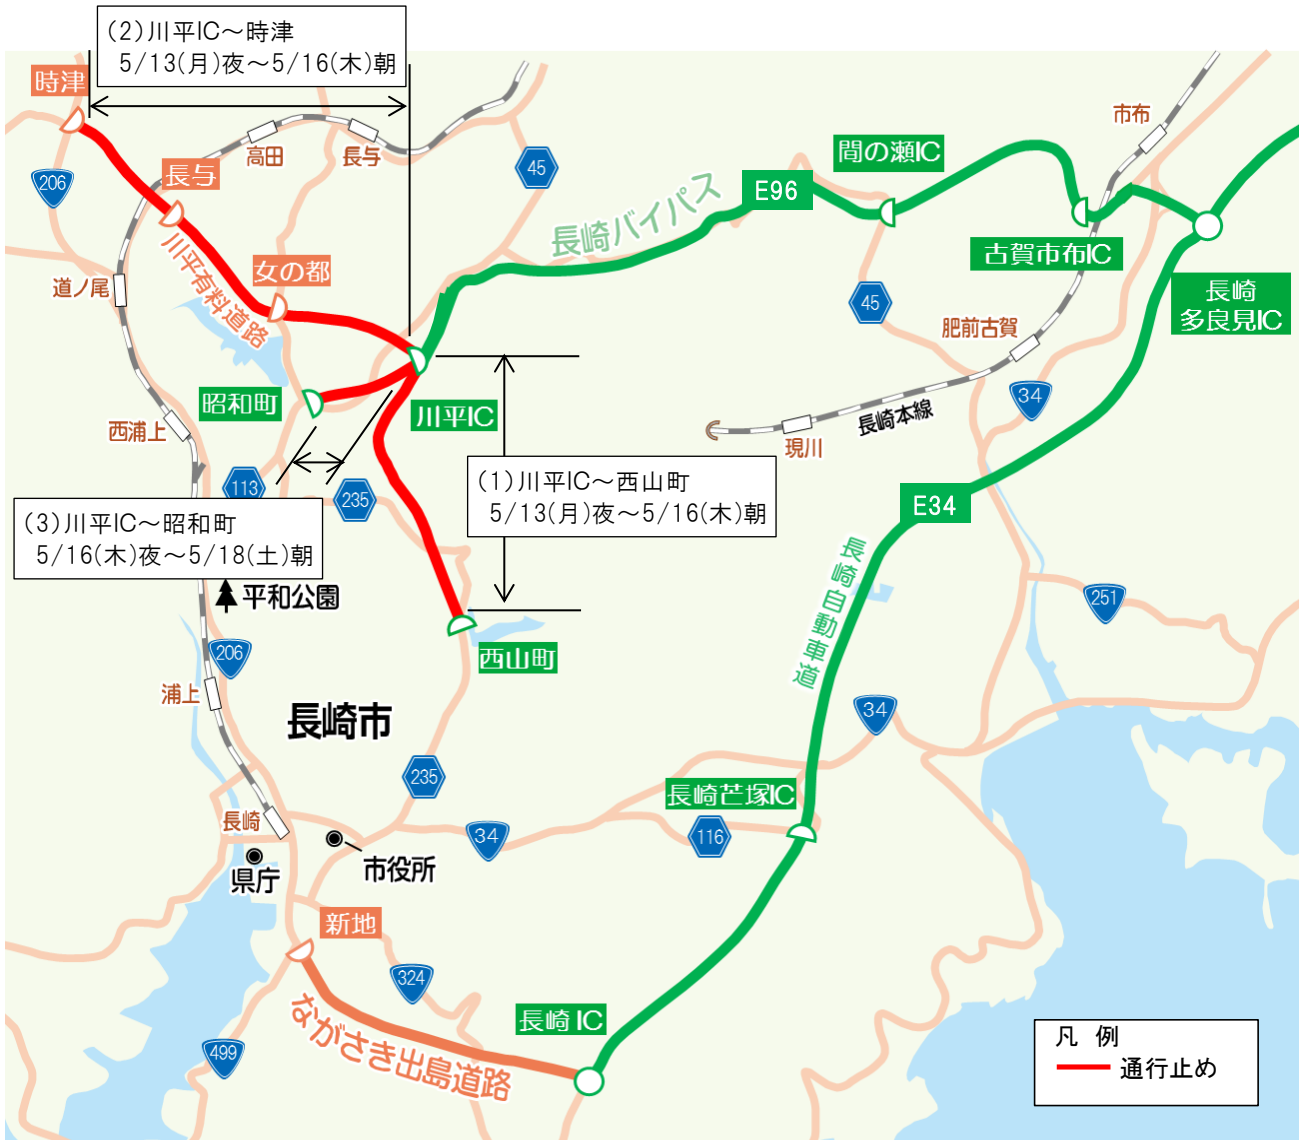 (2)川平IC～時津
5/13(月)夜～5/16(木)朝
時津
市布
高田
長与
間の瀬IC
45
206
長与
E96
長崎バイパス
川平有料道路
女の都
古賀市布IC
道ノ尾
45
長崎
多良見IC
肥前古賀
昭和町
川平IC
34
長崎本線
西浦上
現川
113
235
(1)川平IC～西山町
5/13(月)夜～5/16(木)朝
E34
(3)川平IC～昭和町
5/16(木)夜～5/18(土)朝
平和公園
長崎自動車道
251
206
西山町
浦上
長崎市
34
235
長崎芒塚IC
長崎
34
116
市役所
県庁
新地
324
ながさき出島道路
長崎 IC
499
凡 例
通行止め